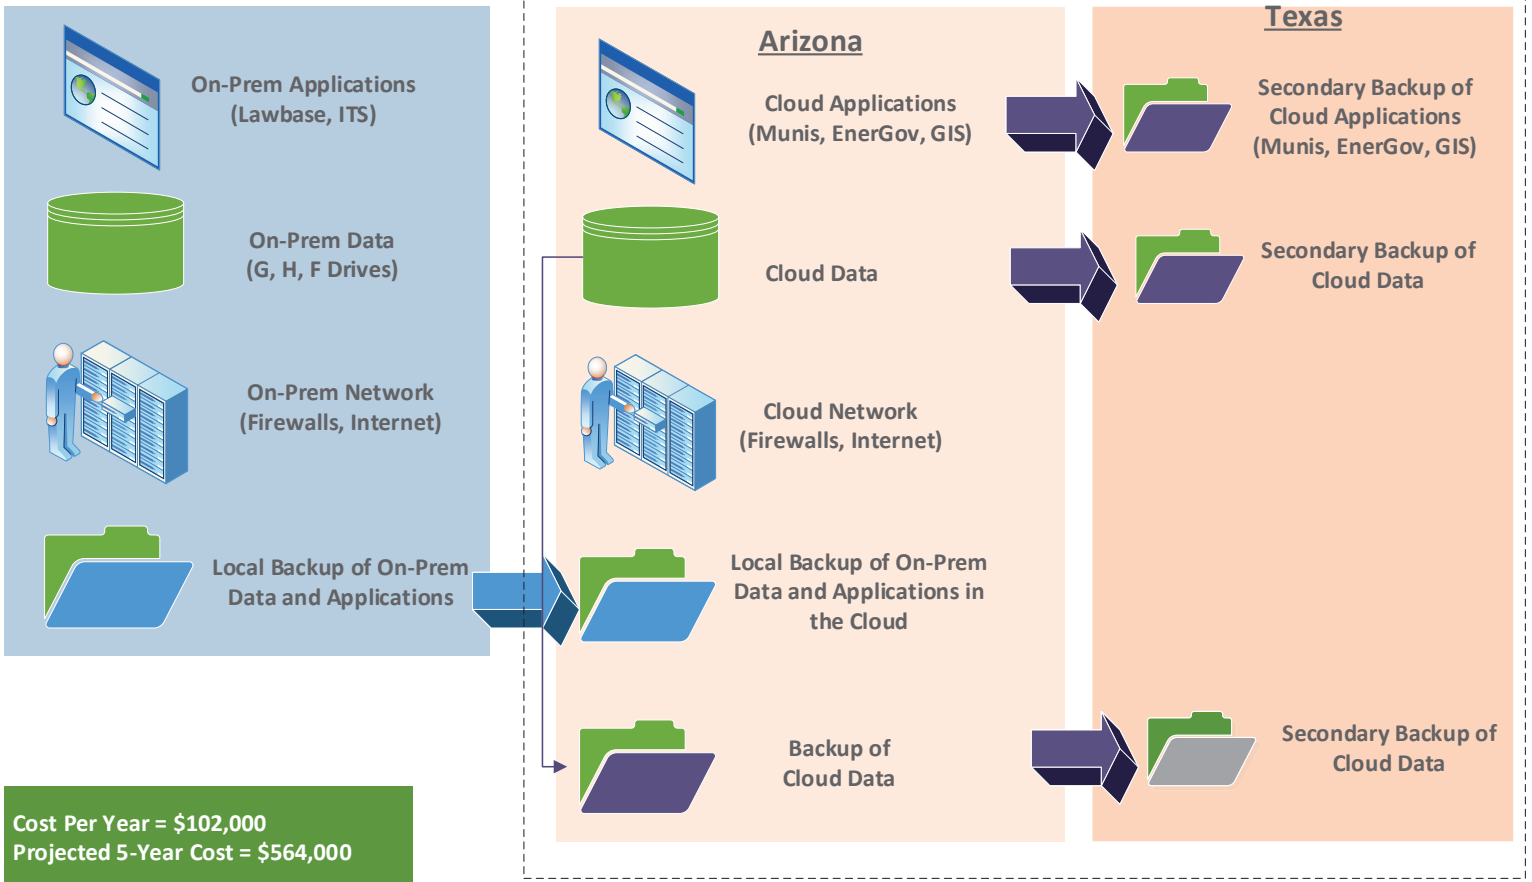 On-Prem Applications
(Lawbase, ITS)
On-Prem Data
(G, H, F Drives)
On-Prem Network
(Firewalls, Internet)
Local Backup of On-Prem
Data and Applications
Arizona
Cloud Applications
(Munis, EnerGov, GIS)
Cloud Data
Cloud Network
(Firewalls, Internet)
Local Backup of On-Prem
Data and Applications in
the Cloud
Backup of
Cloud Data
Texas
Secondary Backup of
Cloud Applications
(Munis, EnerGov, GIS)
Secondary Backup of
Cloud Data
Secondary Backup of
Cloud Data
Cost Per Year = $102,000
Projected 5-Year Cost = $564,000